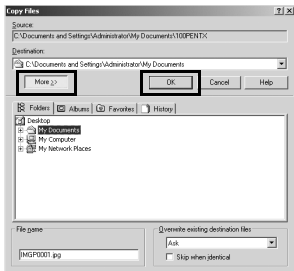 Copy Files
Source:
C:\Documents and Settings\Administrator\My Documents\100PENTX
Destination:
C:\Documents and Settings\Administrator\My Documents
More >> OK Cancel Help
Folders Albums Favorites History
Desktop
My Documents
My Computer
My Network Places
File name
IMGP0001.jpg
Overwrite existing destination files
Ask
Skip when identical